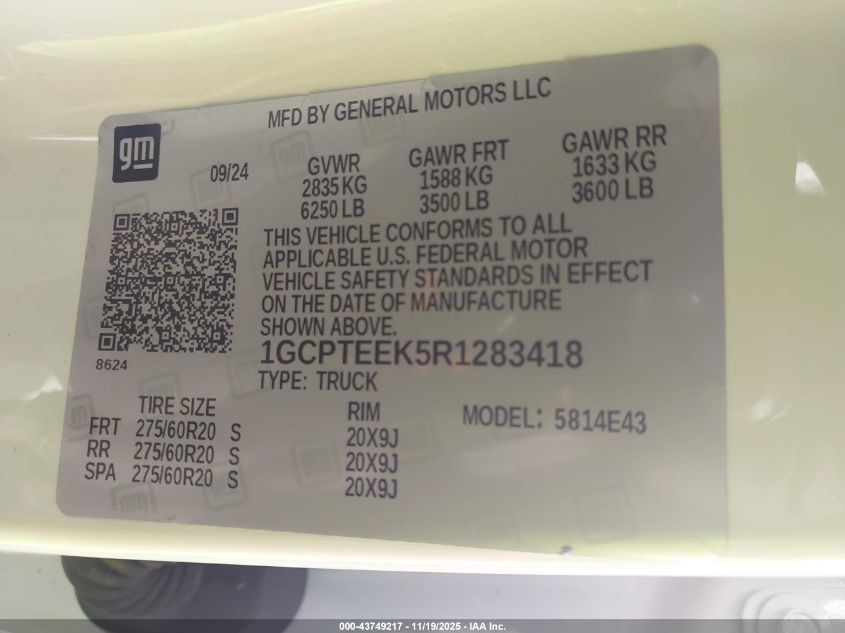 MFD BY GENERAL MOTORS LLC
gm
09/24
GVWR GAWR FRT GAWR RR
2835 KG 1588 KG 1633 KG
6250 LB 3500 LB 3600 LB
THIS VEHICLE CONFORMS TO ALL
APPLICABLE U.S. FEDERAL MOTOR
VEHICLE SAFETY STANDARDS IN EFFECT
ON THE DATE OF MANUFACTURE
SHOWN ABOVE.
8624
1GCPTEEK5R1283418
TYPE: TRUCK
TIRE SIZE RIM MODEL: 5814E43
FRT 275/60R20 S 20X9J
RR 275/60R20 S 20X9J
SPA 275/60R20 S 20X9J
000-43749217 - 11/19/2025 - IAA Inc.